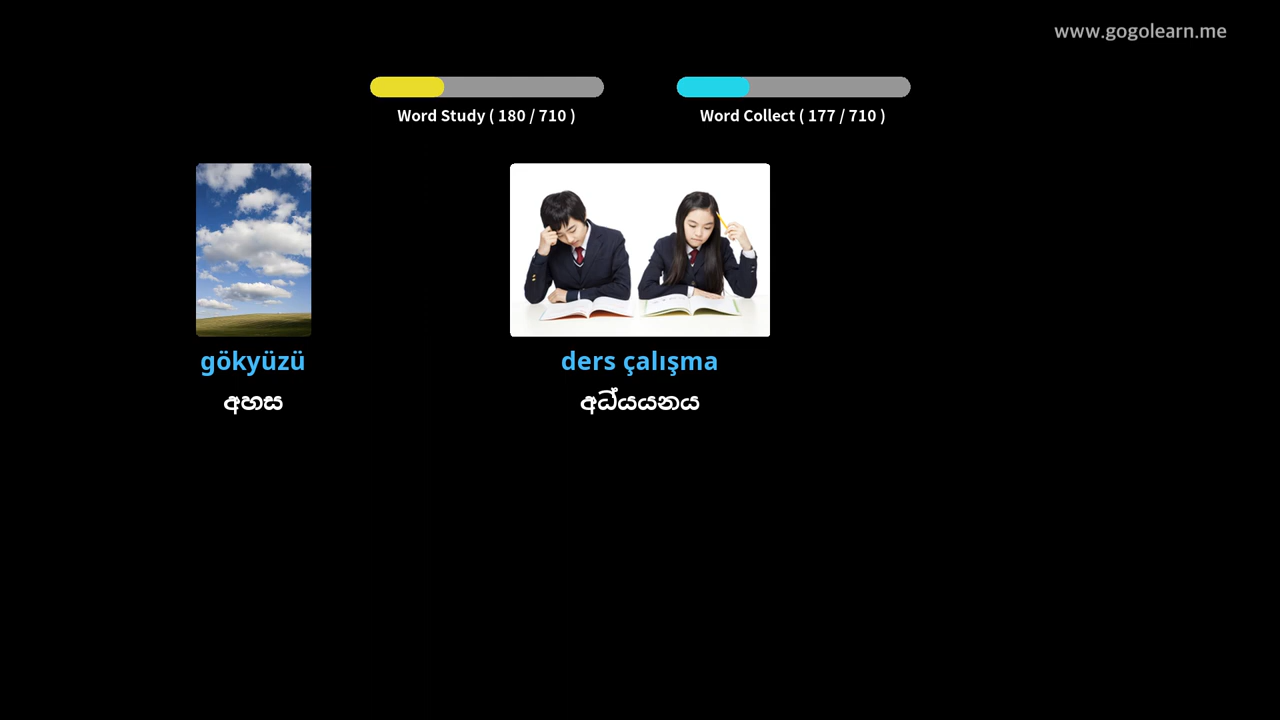 www.gogolearn.me
Word Study ( 180 / 710 )
Word Collect ( 177 / 710 )
gökyüzü
අහස
ders çalışma
අධ්යයනය